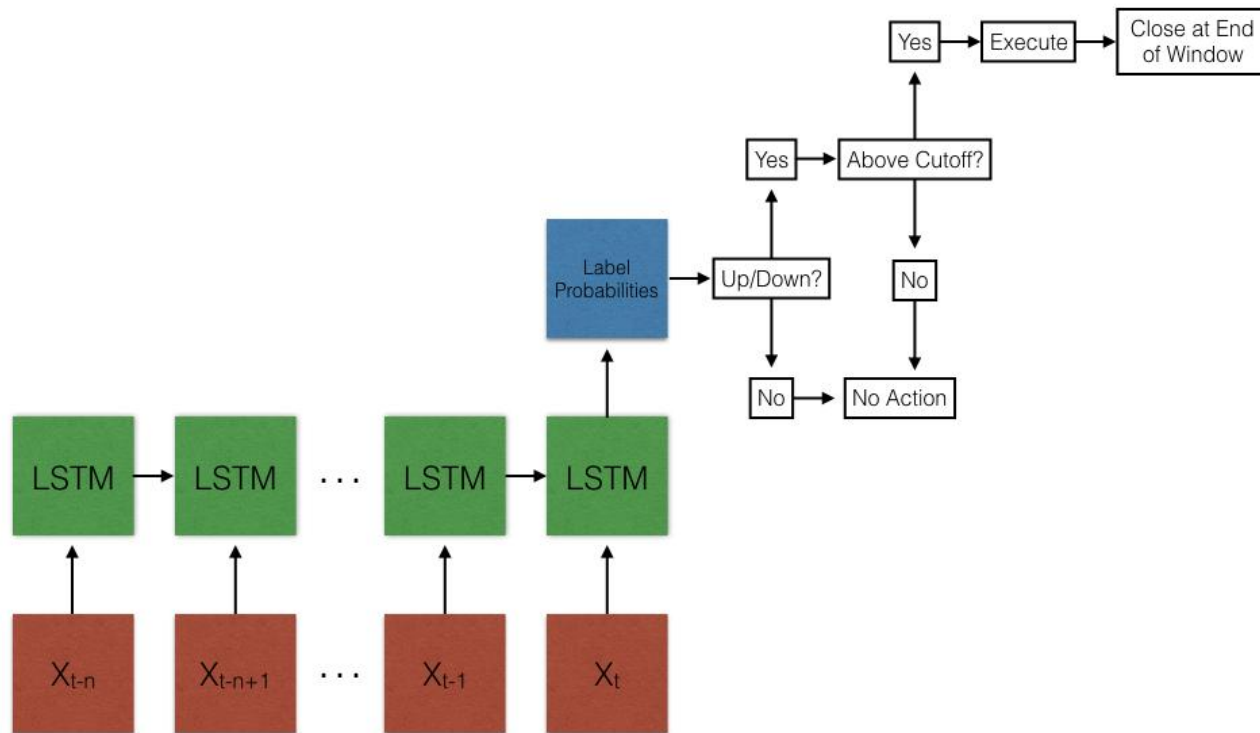 Yes
Execute
Close at End
of Window
Yes
Above Cutoff?
Label
Probabilities
Up/Down?
No
No
No Action
LSTM
LSTM
. . .
LSTM
LSTM
Xt-n
Xt-n+1
. . .
Xt-1
Xt